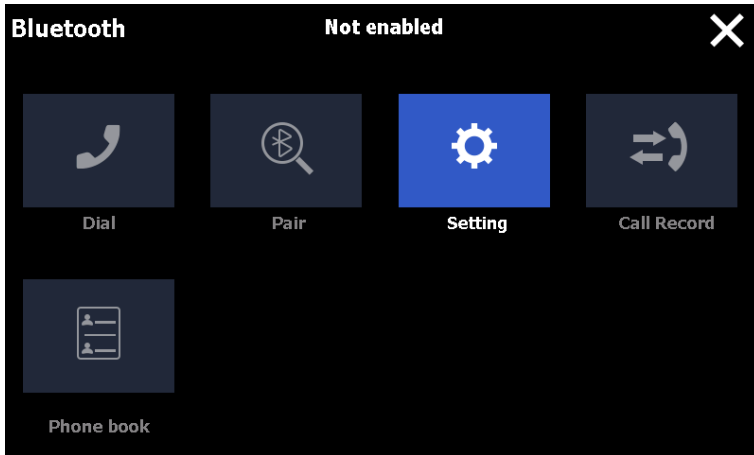 Bluetooth
Not enabled
Dial
Pair
Setting
Call Record
Phone book